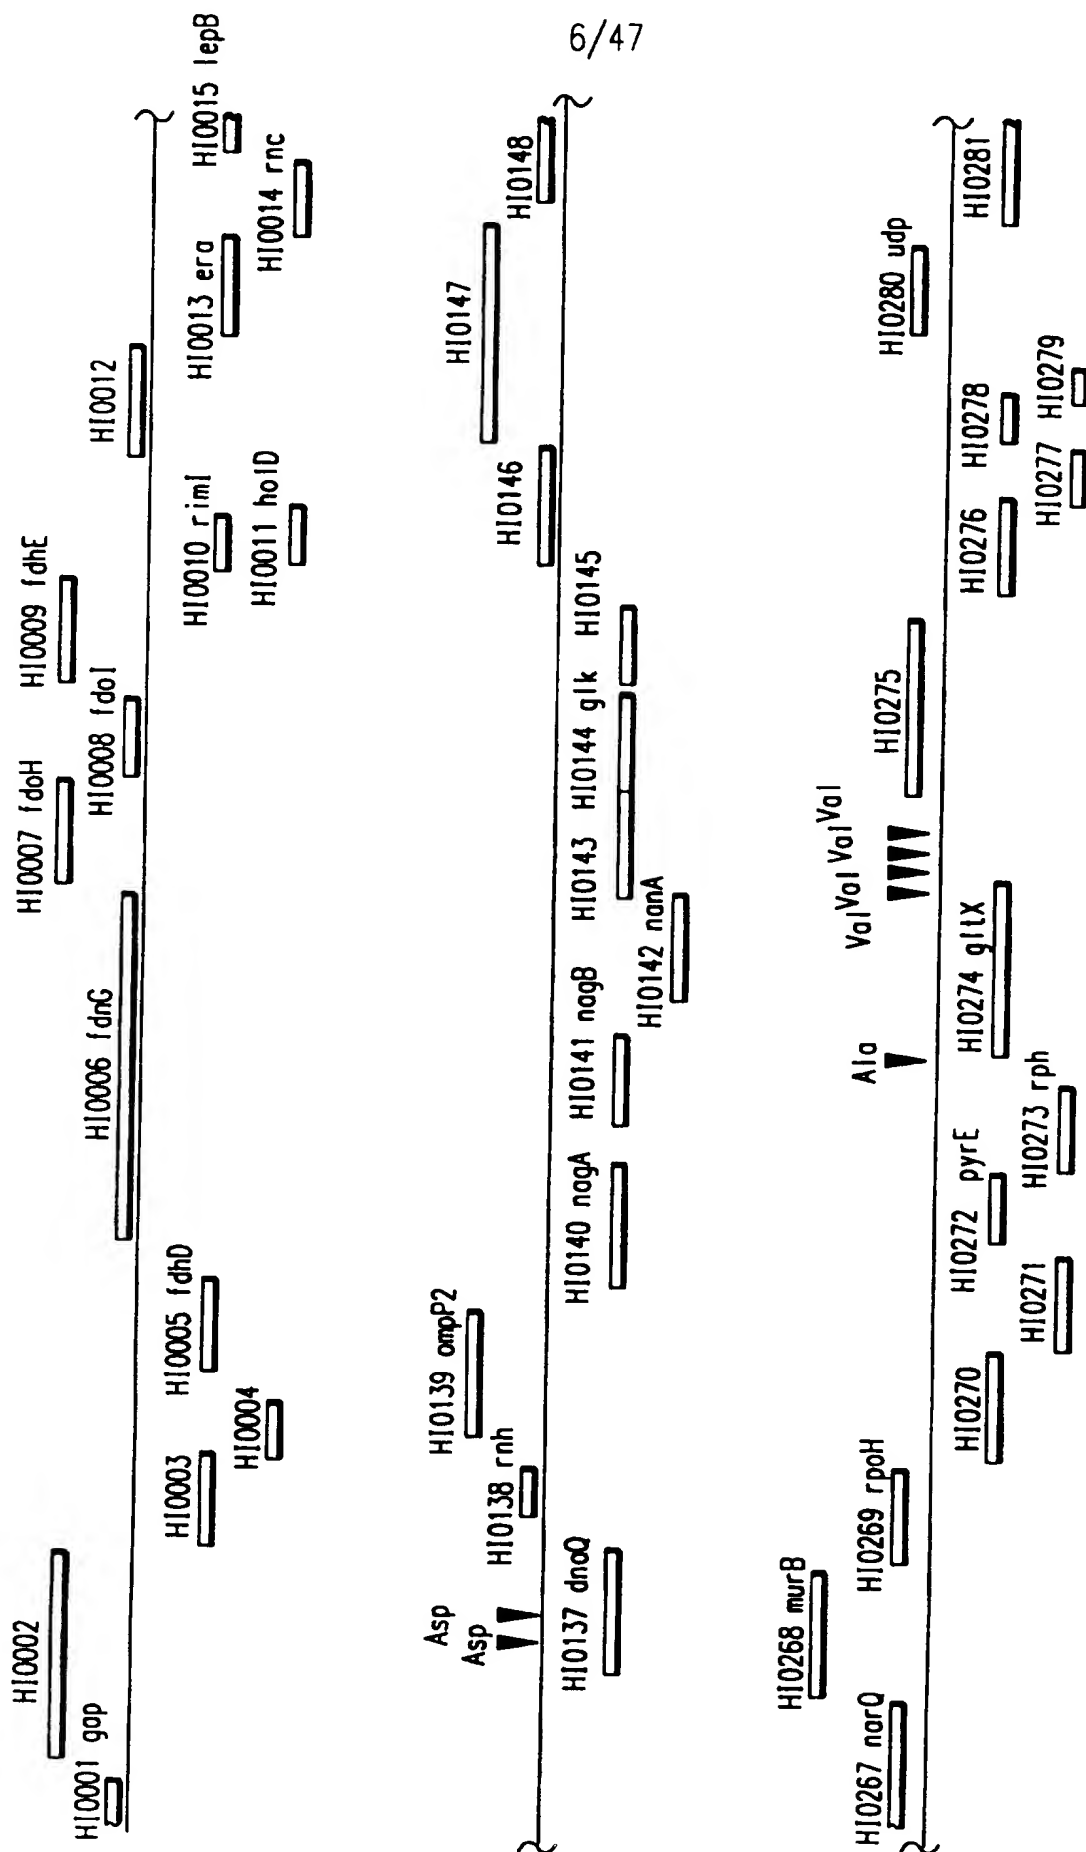 6/47
HI0001 gap
HI0002
HI0003
HI0004
HI0005 fdhD
HI0006 fdnG
HI0007 fdoH
HI0008 fdoI
HI0009 fdhE
HI0010 rimI
HI0011 holD
HI0012
HI0013 era
HI0014 rnc
HI0015 lepB
Asp
Asp
HI0137 dnaQ
HI0138 rnh
HI0139 ompP2
HI0140 nagA
HI0141 nagB
HI0142 nanA
HI0143
HI0144 glk
HI0145
HI0146
HI0147
HI0148
HI0267 narQ
HI0268 murB
HI0269 rpoH
HI0270
HI0271
HI0272 pyrE
HI0273 rph
Ala
HI0274 gltX
Val
Val
Val
Val
HI0275
HI0276
HI0277
HI0278
HI0279
HI0280 udp
HI0281